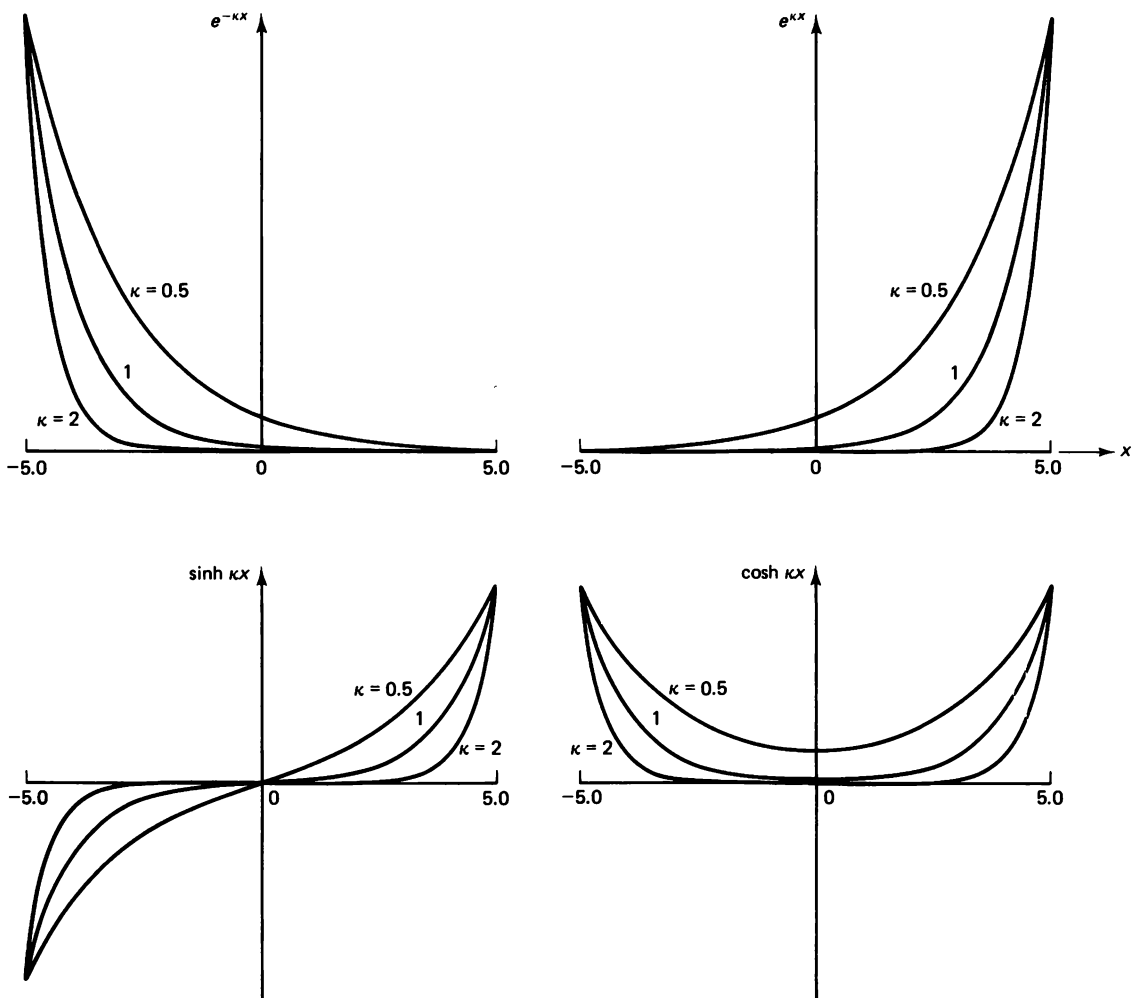 e^{-κx}
κ = 0.5
1
κ = 2
−5.0 0 5.0
e^{κx}
κ = 0.5
1
κ = 2
−5.0 0 5.0 x
sinh κx
κ = 0.5
1
κ = 2
−5.0 0 5.0
cosh κx
κ = 0.5
1
κ = 2
−5.0 0 5.0